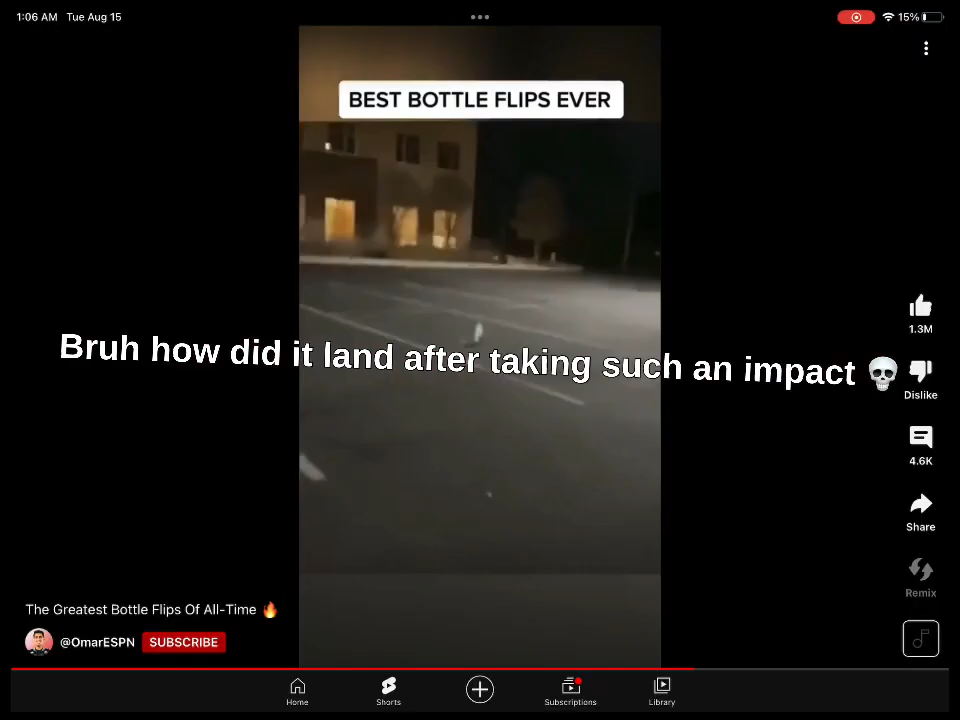 1:06 AM Tue Aug 15
15%
BEST BOTTLE FLIPS EVER
Bruh how did it land after taking such an impact 💀
1.3M
Dislike
4.6K
Share
Remix
The Greatest Bottle Flips Of All-Time 🔥
@OmarESPN SUBSCRIBE
Home Shorts Subscriptions Library